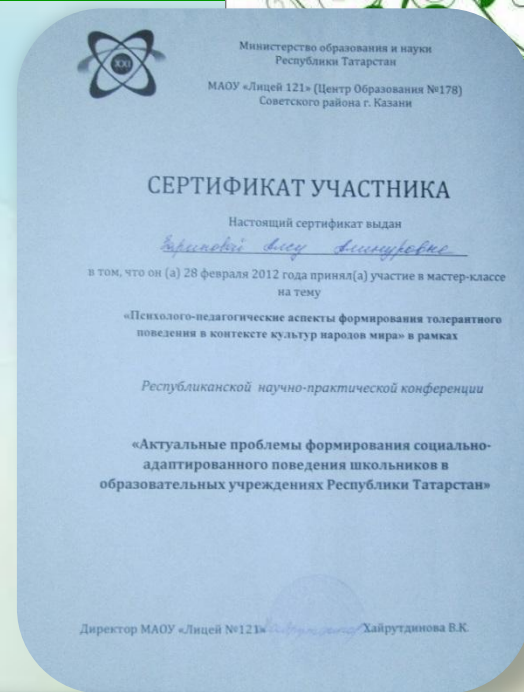 XXI
Министерство образования и науки
Республики Татарстан
МАОУ «Лицей 121» (Центр Образования №178)
Советского района г. Казани
СЕРТИФИКАТ УЧАСТНИКА
Настоящий сертификат выдан
Зариповой Алсу
в том, что он (а) 28 февраля 2012 года принял(а) участие в мастер-классе
на тему
«Психолого-педагогические аспекты формирования толерантного
поведения в контексте культур народов мира» в рамках
Республиканской научно-практической конференции
«Актуальные проблемы формирования социально-
адаптированного поведения школьников в
образовательных учреждениях Республики Татарстан»
Директор МАОУ «Лицей №121» Хайрутдинова В.К.